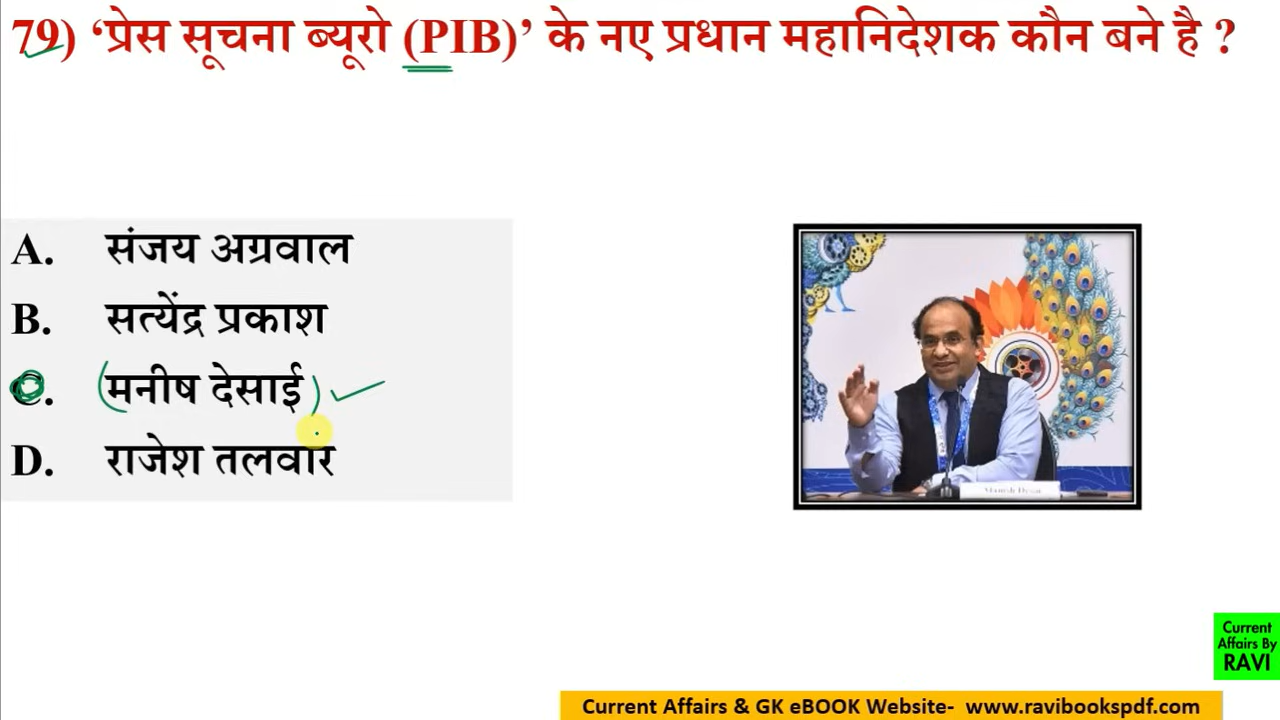 79) ‘प्रेस सूचना ब्यूरो (PIB)’ के नए प्रधान महानिदेशक कौन बने है ?
A. संजय अग्रवाल
B. सत्येंद्र प्रकाश
C. (मनीष देसाई)
D. राजेश तलवार
Current
Affairs By
RAVI
Current Affairs & GK eBOOK Website- www.ravibookspdf.com